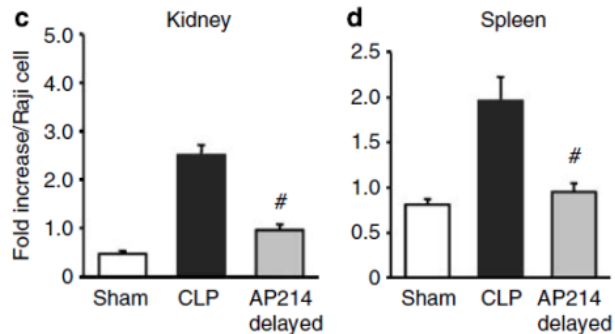 c Kidney
Fold increase/Raji cell
5.0
4.0
3.0
2.0
1.0
0
#
Sham CLP AP214
delayed
d Spleen
2.5
2.0
1.5
1.0
0.5
0
#
Sham CLP AP214
delayed